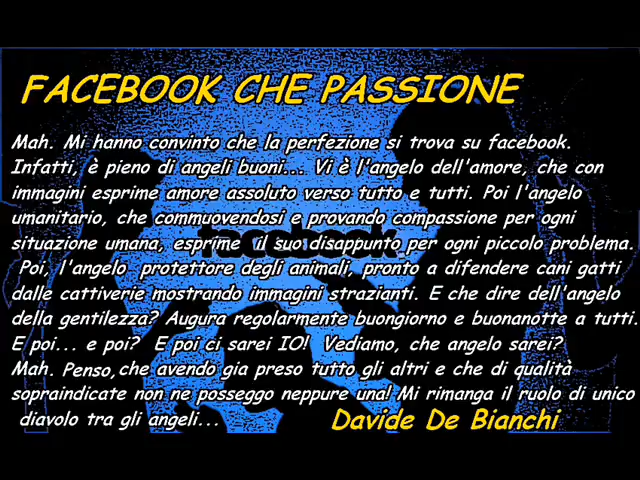 FACEBOOK CHE PASSIONE
Mah. Mi hanno convinto che la perfezione si trova su facebook.
Infatti, è pieno di angeli buoni... Vi è l'angelo dell'amore, che con
immagini esprime amore assoluto verso tutto e tutti. Poi l'angelo
umanitario, che commuovendosi e provando compassione per ogni
situazione umana, esprime il suo disappunto per ogni piccolo problema.
Poi, l'angelo protettore degli animali, pronto a difendere cani gatti
dalle cattiverie mostrando immagini strazianti. E che dire dell'angelo
della gentilezza? Augura regolarmente buongiorno e buonanotte a tutti.
E poi... e poi? E poi ci sarei IO! Vediamo, che angelo sarei?
Mah. Penso, che avendo gia preso tutto gli altri e che di qualità
sopraindicate non ne posseggo neppure una! Mi rimanga il ruolo di unico
diavolo tra gli angeli...
Davide De Bianchi
facebook